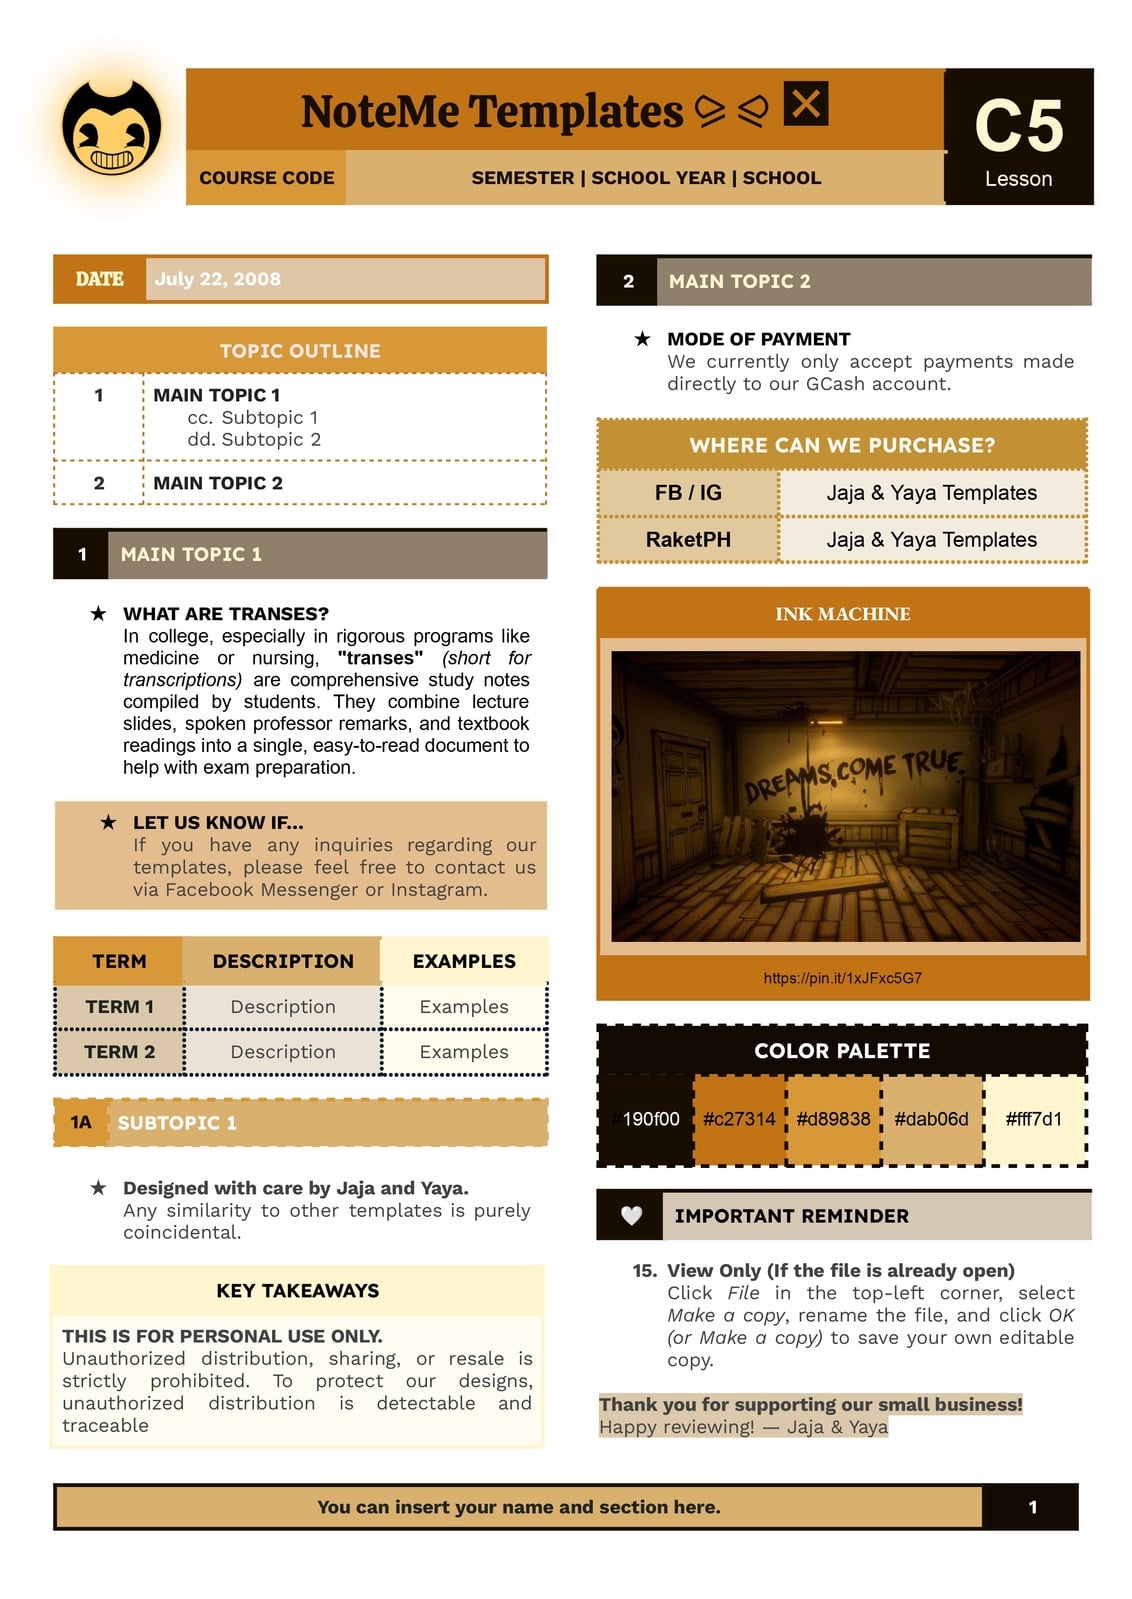 NoteMe Templates ⪖ ⪕ ☒
COURSE CODE
SEMESTER | SCHOOL YEAR | SCHOOL
C5
Lesson
DATE
July 22, 2008
TOPIC OUTLINE
1
MAIN TOPIC 1
cc. Subtopic 1
dd. Subtopic 2
2
MAIN TOPIC 2
1
MAIN TOPIC 1
★ WHAT ARE TRANSES?
In college, especially in rigorous programs like
medicine or nursing, "transes" (short for
transcriptions) are comprehensive study notes
compiled by students. They combine lecture
slides, spoken professor remarks, and textbook
readings into a single, easy-to-read document to
help with exam preparation.
★ LET US KNOW IF...
If you have any inquiries regarding our
templates, please feel free to contact us
via Facebook Messenger or Instagram.
TERM DESCRIPTION EXAMPLES
TERM 1 Description Examples
TERM 2 Description Examples
1A SUBTOPIC 1
★ Designed with care by Jaja and Yaya.
Any similarity to other templates is purely
coincidental.
KEY TAKEAWAYS
THIS IS FOR PERSONAL USE ONLY.
Unauthorized distribution, sharing, or resale is
strictly prohibited. To protect our designs,
unauthorized distribution is detectable and
traceable
2 MAIN TOPIC 2
★ MODE OF PAYMENT
We currently only accept payments made
directly to our GCash account.
WHERE CAN WE PURCHASE?
FB / IG Jaja & Yaya Templates
RaketPH Jaja & Yaya Templates
INK MACHINE
DREAMS COME TRUE.
https://pin.it/1xJFxc5G7
COLOR PALETTE
#190f00 #c27314 #d89838 #dab06d #fff7d1
🤍 IMPORTANT REMINDER
15. View Only (If the file is already open)
Click File in the top-left corner, select
Make a copy, rename the file, and click OK
(or Make a copy) to save your own editable
copy.
Thank you for supporting our small business!
Happy reviewing! — Jaja & Yaya
You can insert your name and section here.
1